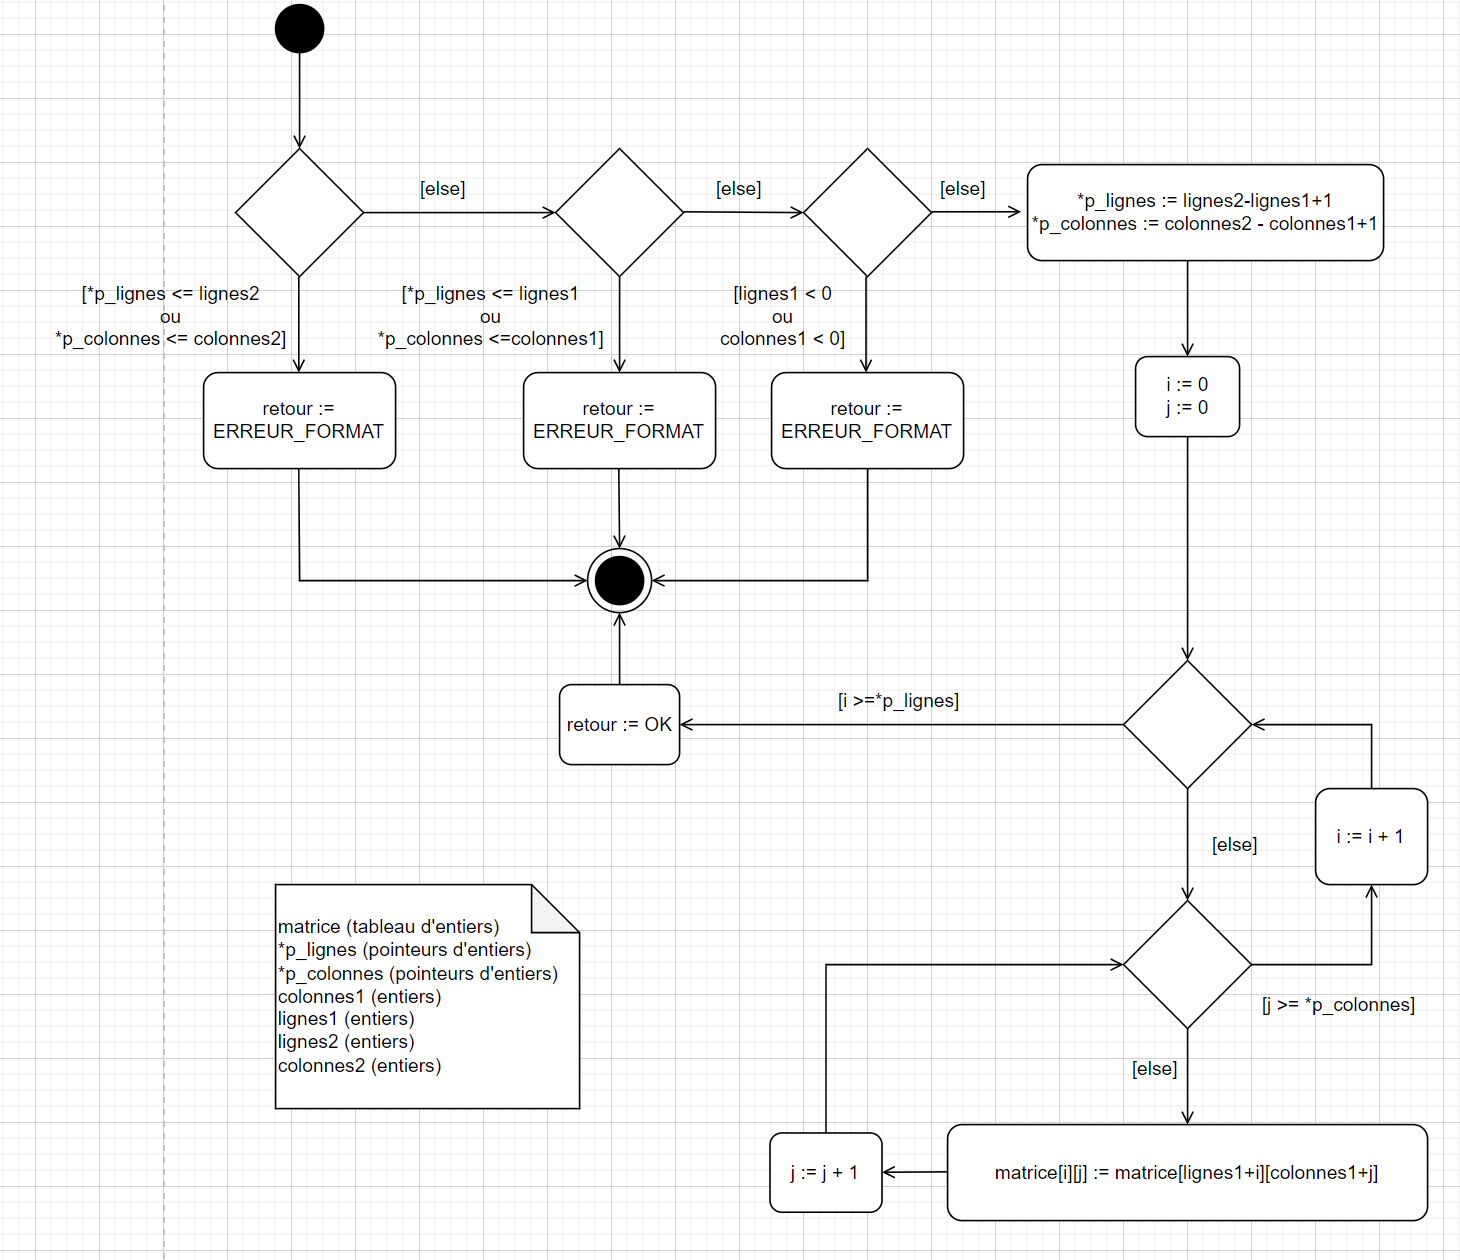 [else]
[else]
[else]
*p_lignes := lignes2-lignes1+1
*p_colonnes := colonnes2 - colonnes1+1
[*p_lignes <= lignes2
ou
*p_colonnes <= colonnes2]
[*p_lignes <= lignes1
ou
*p_colonnes <=colonnes1]
[lignes1 < 0
ou
colonnes1 < 0]
retour :=
ERREUR_FORMAT
retour :=
ERREUR_FORMAT
retour :=
ERREUR_FORMAT
i := 0
j := 0
[i >=*p_lignes]
retour := OK
[else]
i := i + 1
matrice (tableau d'entiers)
*p_lignes (pointeurs d'entiers)
*p_colonnes (pointeurs d'entiers)
colonnes1 (entiers)
lignes1 (entiers)
lignes2 (entiers)
colonnes2 (entiers)
[j >= *p_colonnes]
[else]
j := j + 1
matrice[i][j] := matrice[lignes1+i][colonnes1+j]